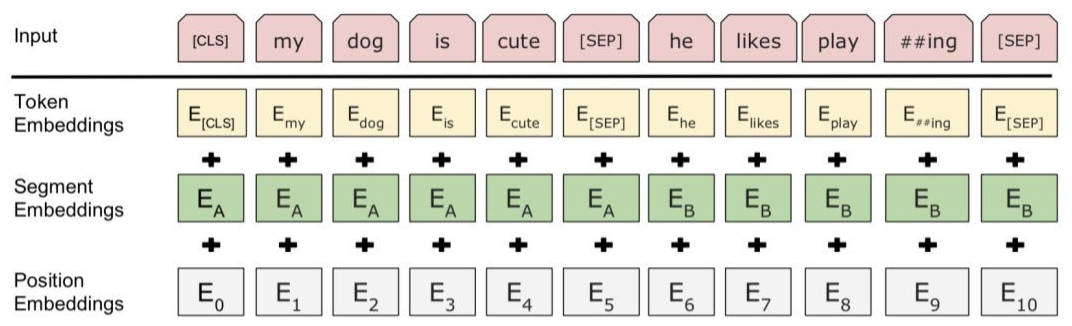 Input [CLS] my dog is cute [SEP] he likes play ##ing [SEP]
Token
Embeddings
E[CLS] Emy Edog Eis Ecute E[SEP] Ehe Elikes Eplay E##ing E[SEP]
+ + + + + + + + + + +
Segment
Embeddings
EA EA EA EA EA EA EB EB EB EB EB
+ + + + + + + + + + +
Position
Embeddings
E0 E1 E2 E3 E4 E5 E6 E7 E8 E9 E10